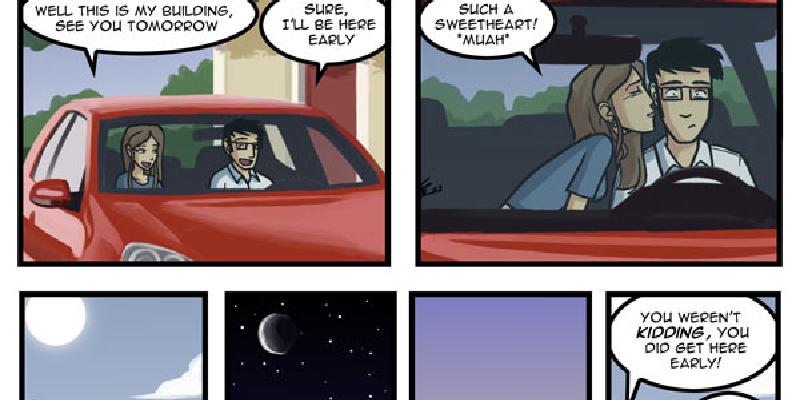 WELL THIS IS MY BUILDING,
SEE YOU TOMORROW
SURE,
I'LL BE HERE
EARLY
SUCH A
SWEETHEART!
"MUAH"
YOU WEREN'T
KIDDING, YOU
DID GET HERE
EARLY!